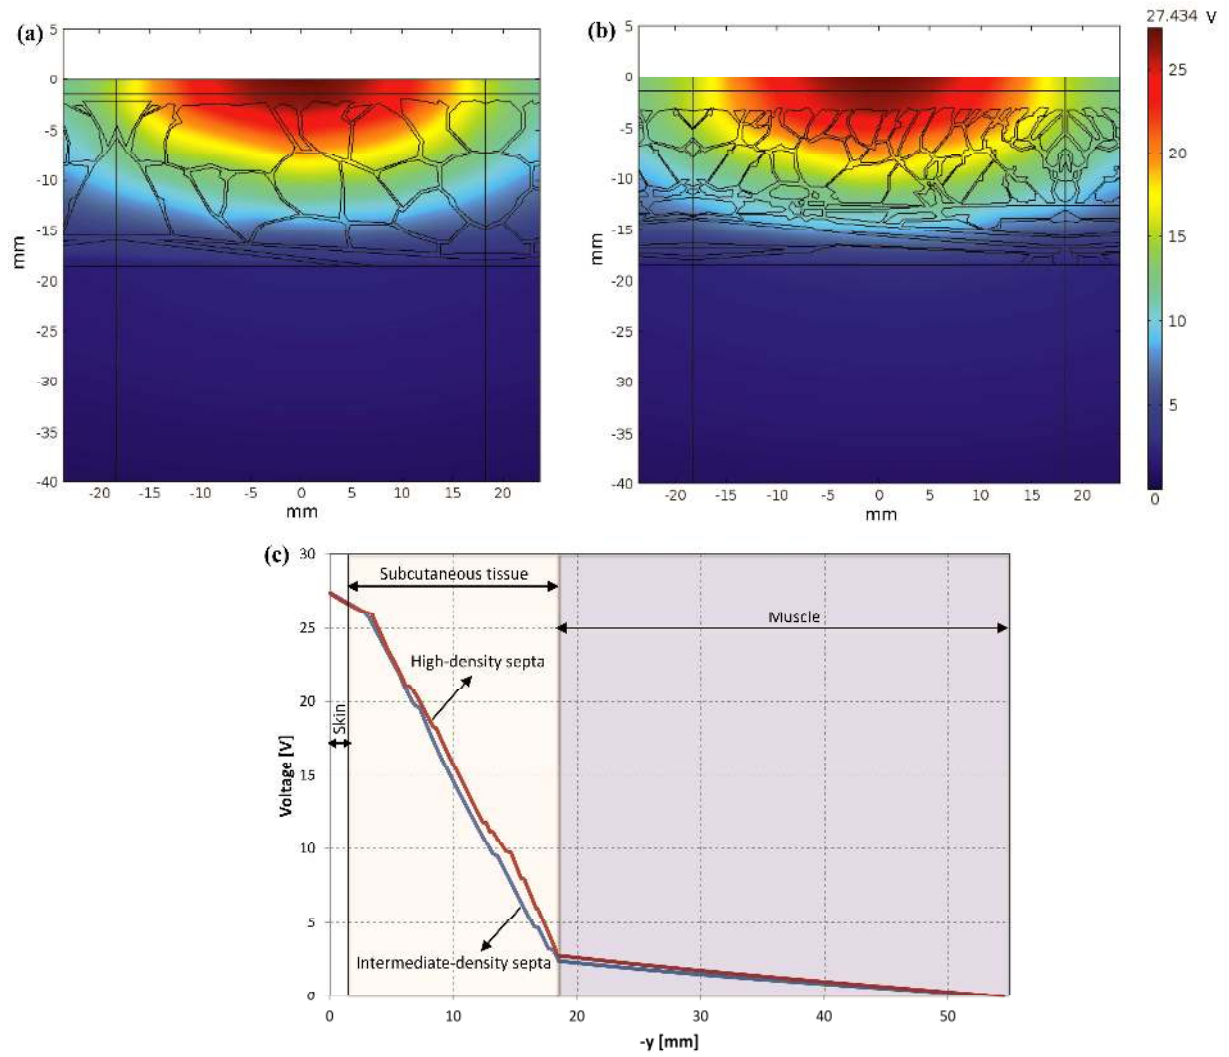 (a)
5
0
-5
-10
-15
-20
-25
-30
-35
-40
mm
-20 -15 -10 -5 0 5 10 15 20
mm
(b)
5
0
-5
-10
-15
-20
-25
-30
-35
-40
mm
-20 -15 -10 -5 0 5 10 15 20
mm
27.434 V
25
20
15
10
5
0
(c)
30
25
20
15
10
5
0
Voltage [V]
Subcutaneous tissue
Muscle
High-density septa
Skin
Intermediate-density septa
0 10 20 30 40 50
-y [mm]